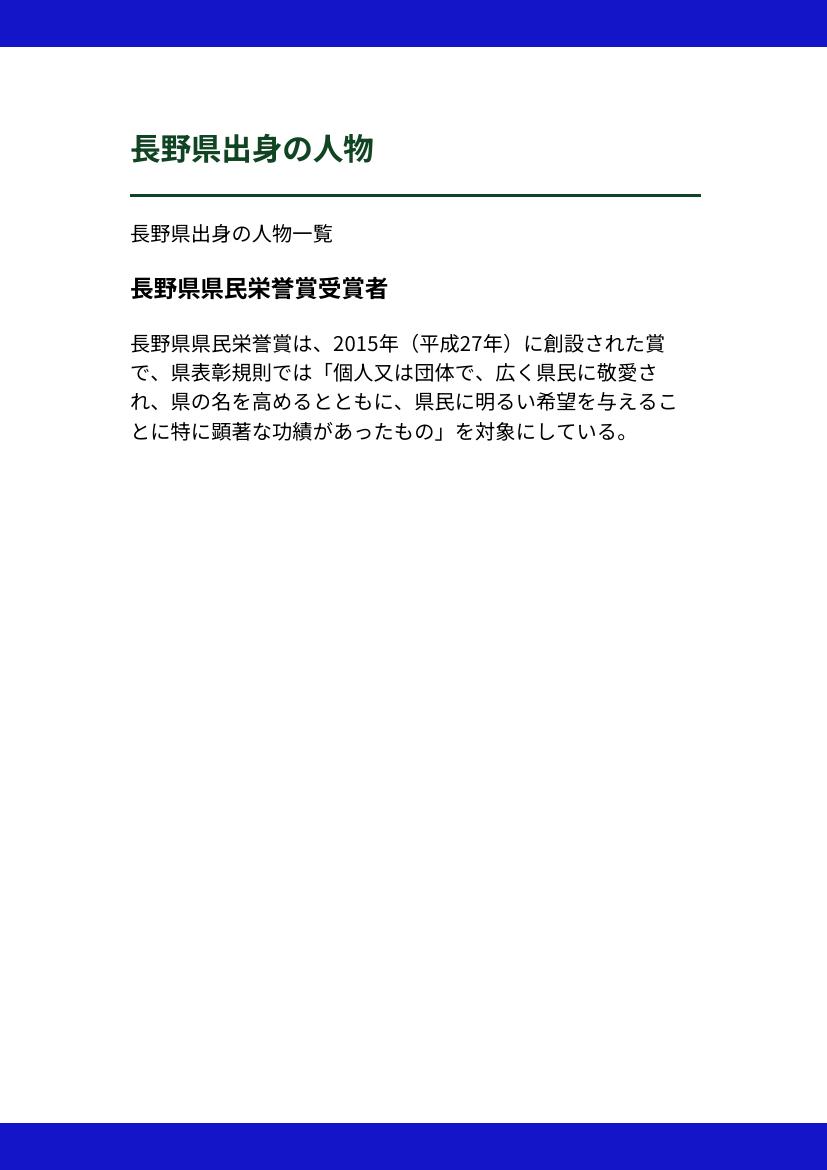 長野県出身の人物
長野県出身の人物一覧
長野県県民栄誉賞受賞者
長野県県民栄誉賞は、2015年（平成27年）に創設された賞
で、県表彰規則では「個人又は団体で、広く県民に敬愛さ
れ、県の名を高めるとともに、県民に明るい希望を与えるこ
とに特に顕著な功績があったもの」を対象にしている。